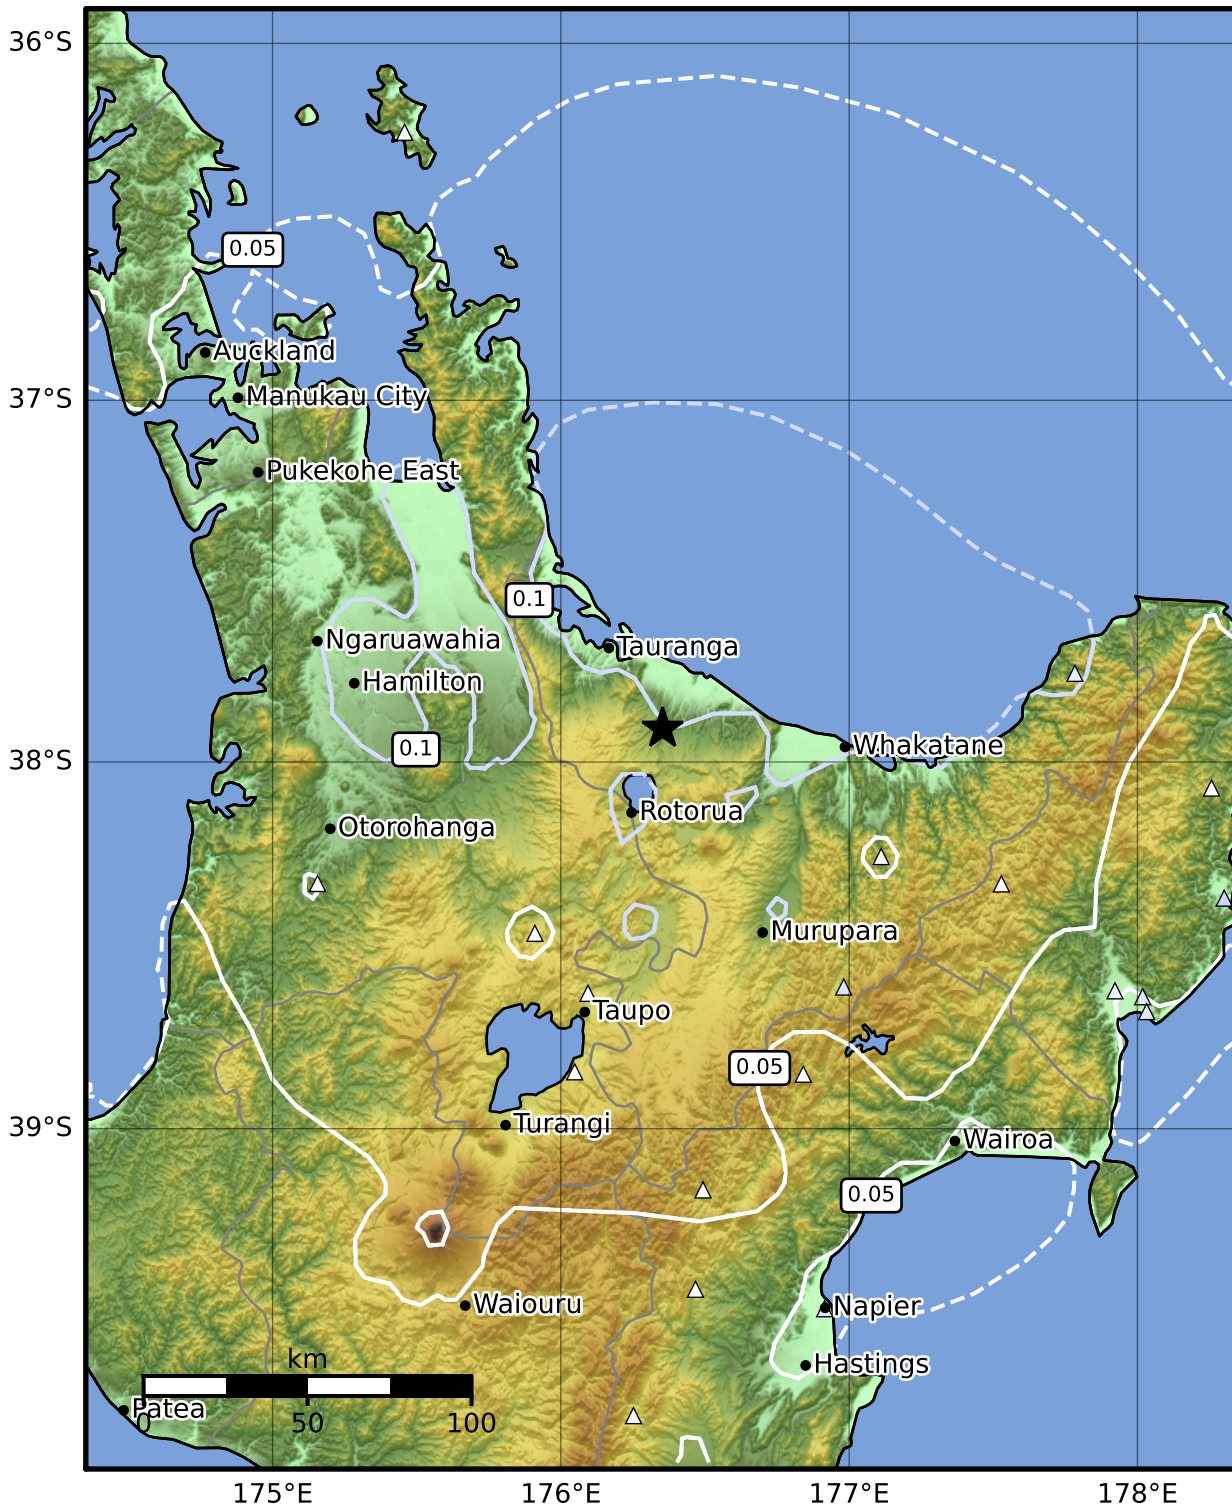 36°S
0.05
Auckland
37°S
Manukau City
Pukekohe East
0.1
Ngaruawahia
Tauranga
Hamilton
0.1
Whakatane
38°S
Rotorua
Otorohanga
Murupara
Taupo
0.05
Turangi
39°S
Wairoa
0.05
Waiouru
Napier
km
Hastings
Patea
0 50 100
175°E 176°E 177°E 178°E